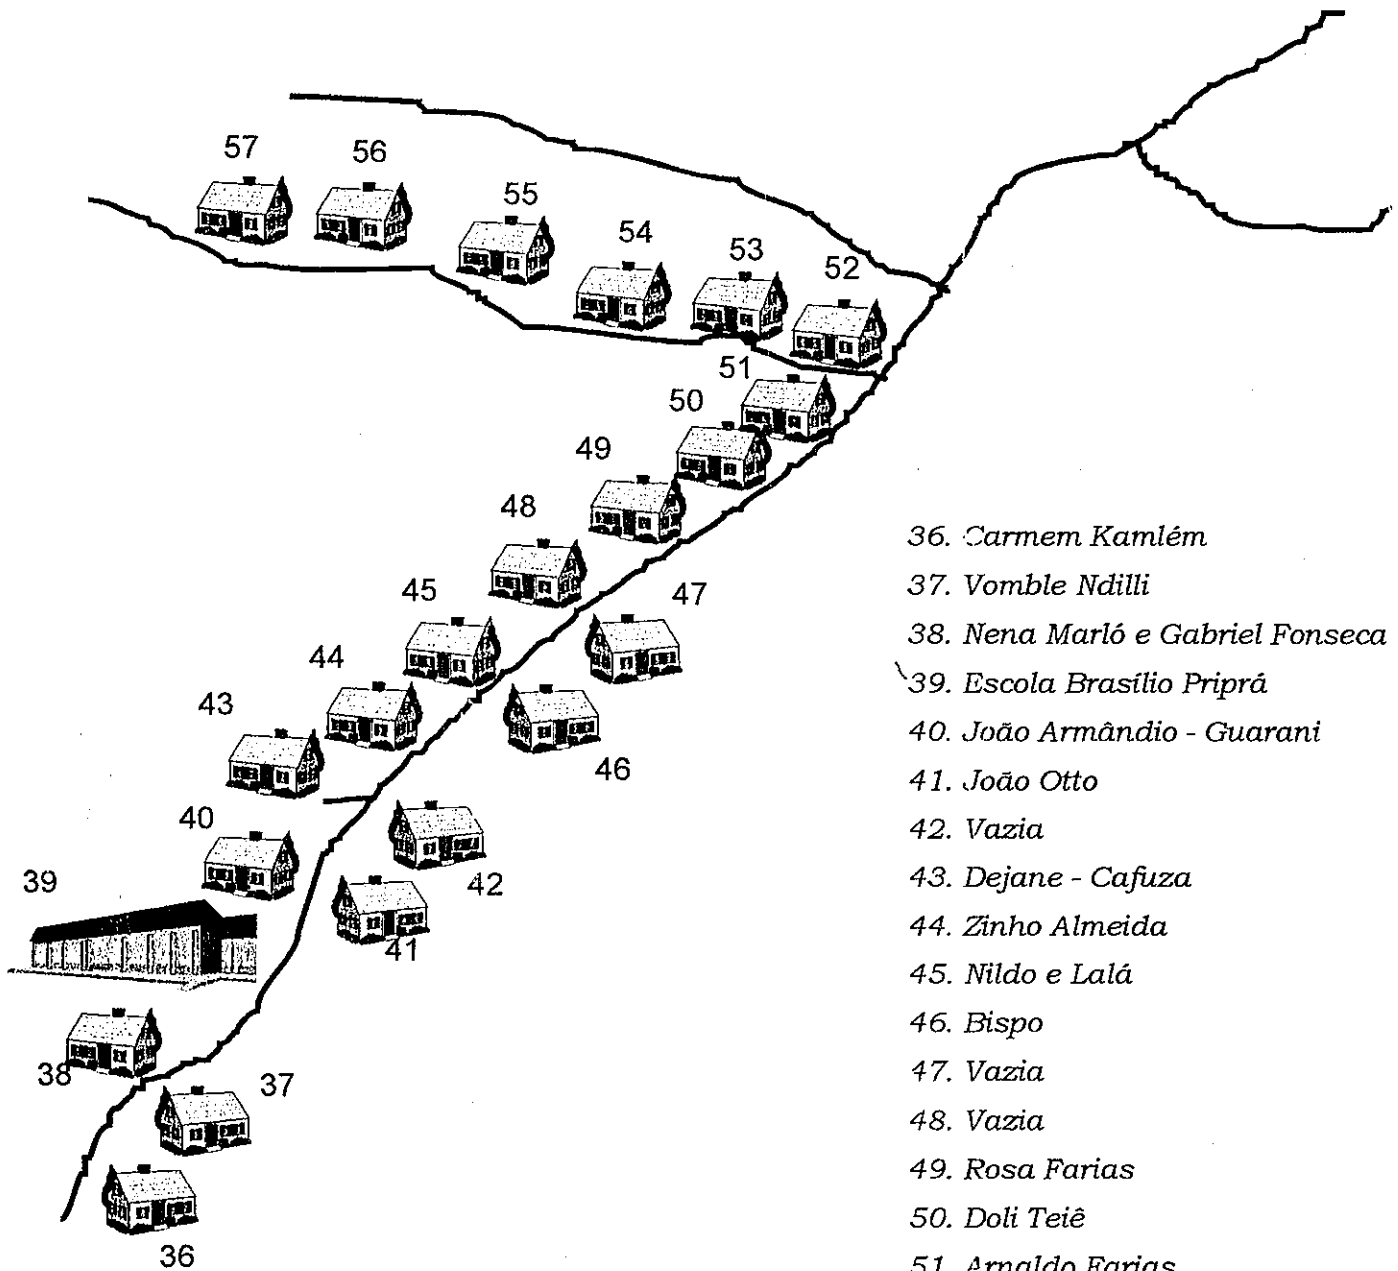 57
56
55
54
53
52
51
50
49
48
47
45
44
43
46
40
42
39
41
38
37
36
36. Carmem Kamlém
37. Vomble Ndilli
38. Nena Marló e Gabriel Fonseca
39. Escola Brasílio Priprá
40. João Armândio - Guarani
41. João Otto
42. Vazia
43. Dejane - Cafuza
44. Zinho Almeida
45. Nildo e Lalá
46. Bispo
47. Vazia
48. Vazia
49. Rosa Farias
50. Doli Teiê
51. Arnaldo Farias